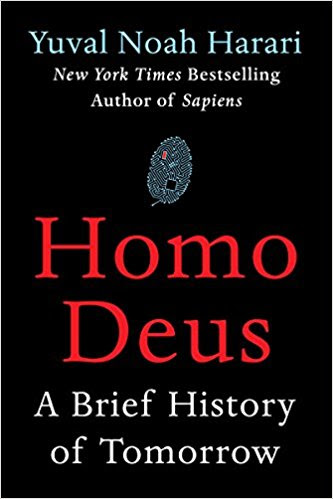 Yuval Noah Harari
New York Times Bestselling
Author of Sapiens
Homo
Deus
A Brief History
of Tomorrow